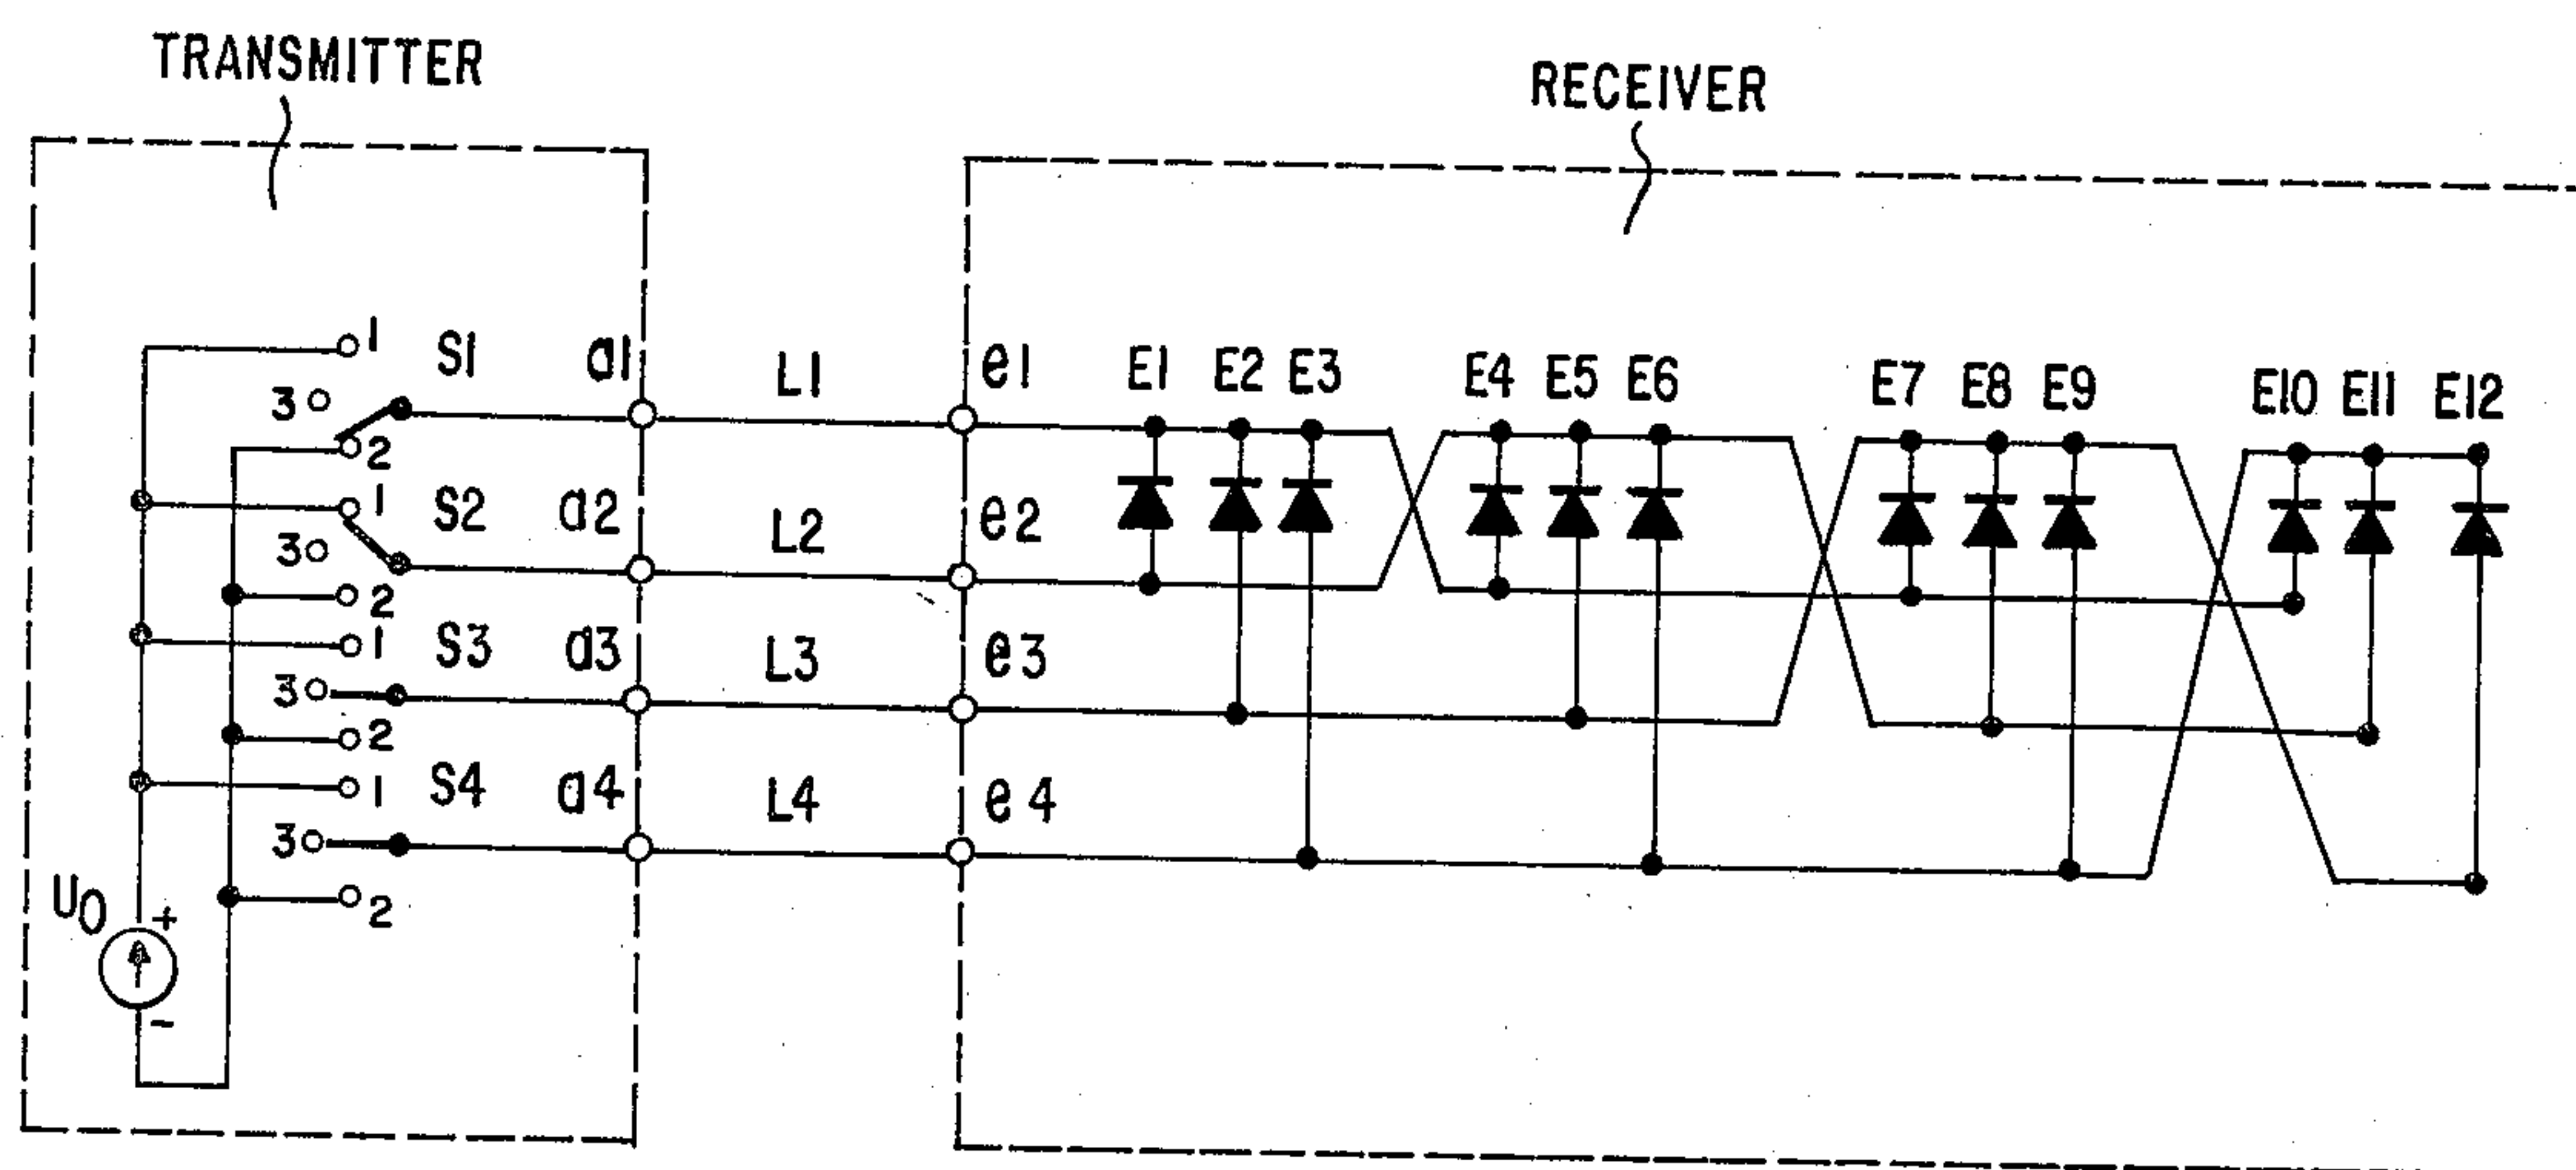 TRANSMITTER
RECEIVER
1 S1 a1 L1 e1 E1 E2 E3 E4 E5 E6 E7 E8 E9 E10 E11 E12
3
2
1 S2 a2 L2 e2
3
2
1 S3 a3 L3 e3
3
2
1 S4 a4 L4 e4
3
U0 + 2
-